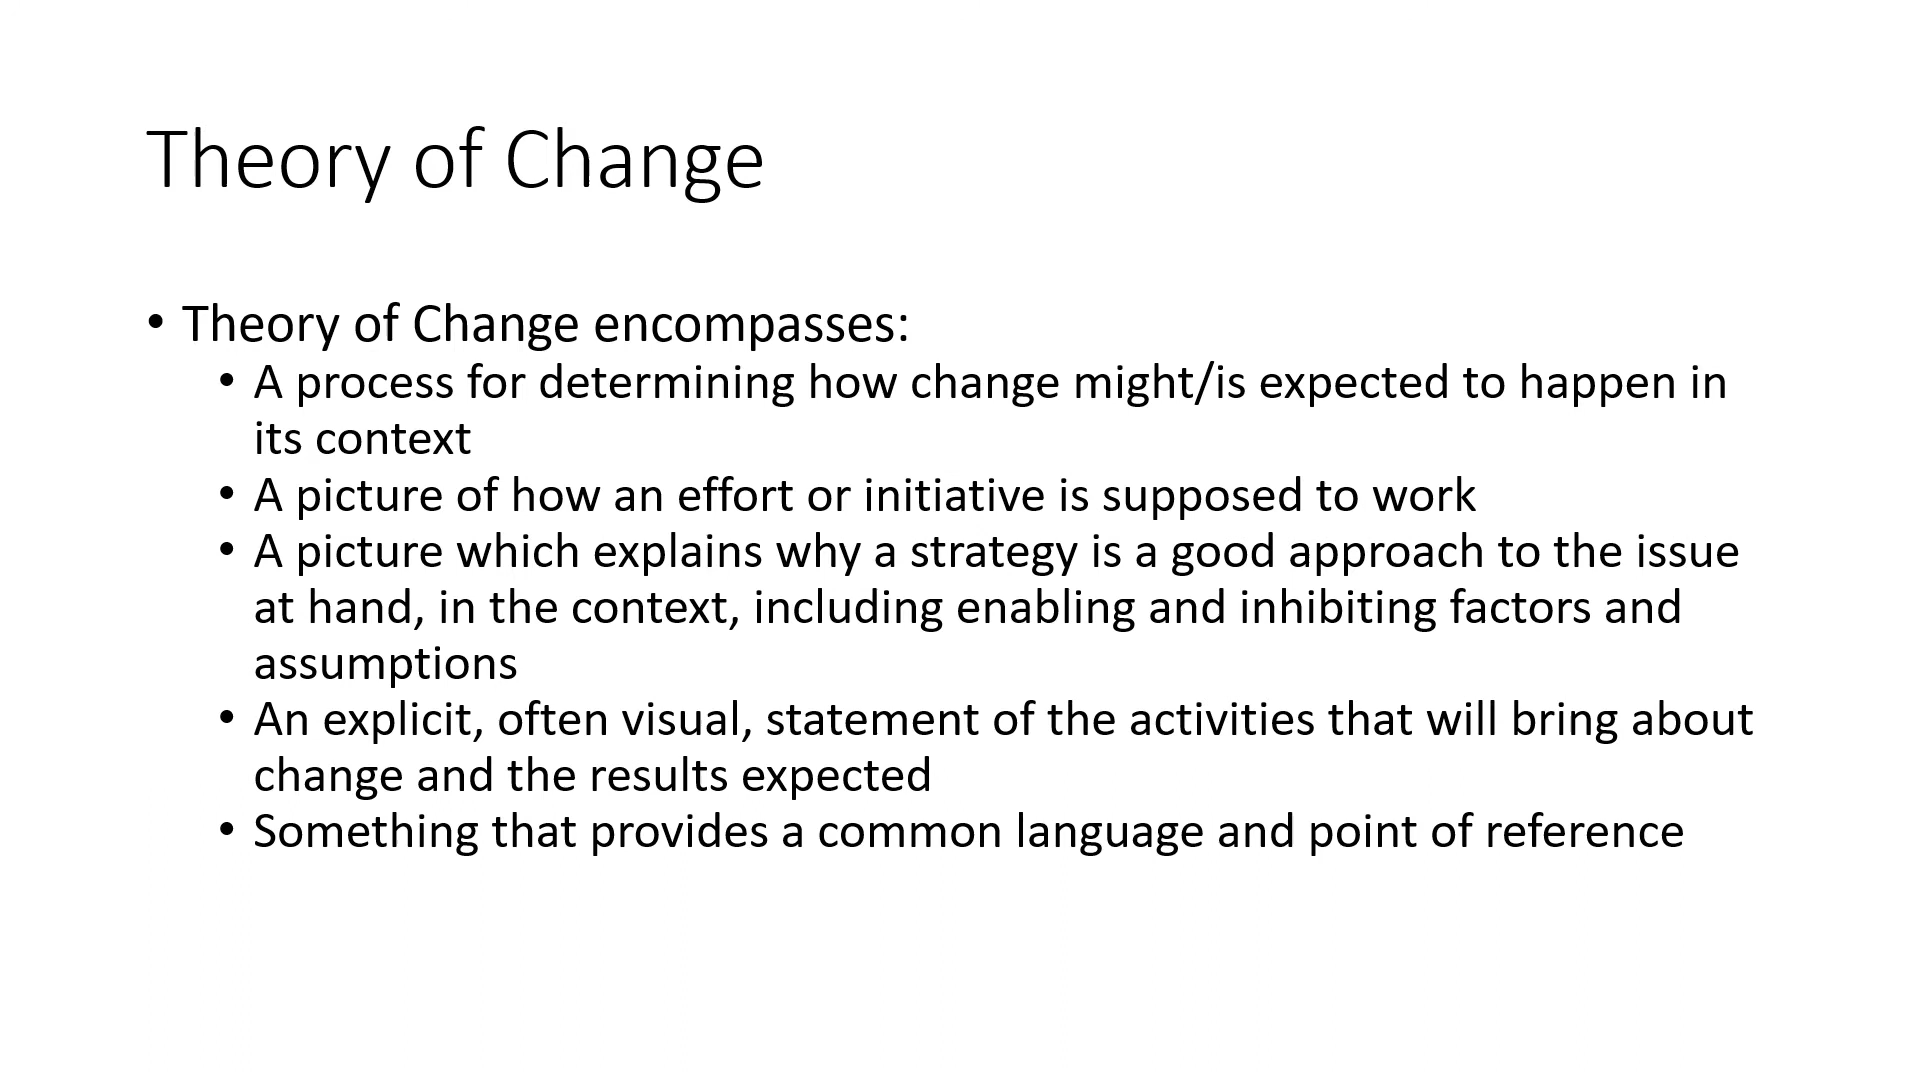 Theory of Change
• Theory of Change encompasses:
• A process for determining how change might/is expected to happen in
its context
• A picture of how an effort or initiative is supposed to work
• A picture which explains why a strategy is a good approach to the issue
at hand, in the context, including enabling and inhibiting factors and
assumptions
• An explicit, often visual, statement of the activities that will bring about
change and the results expected
• Something that provides a common language and point of reference